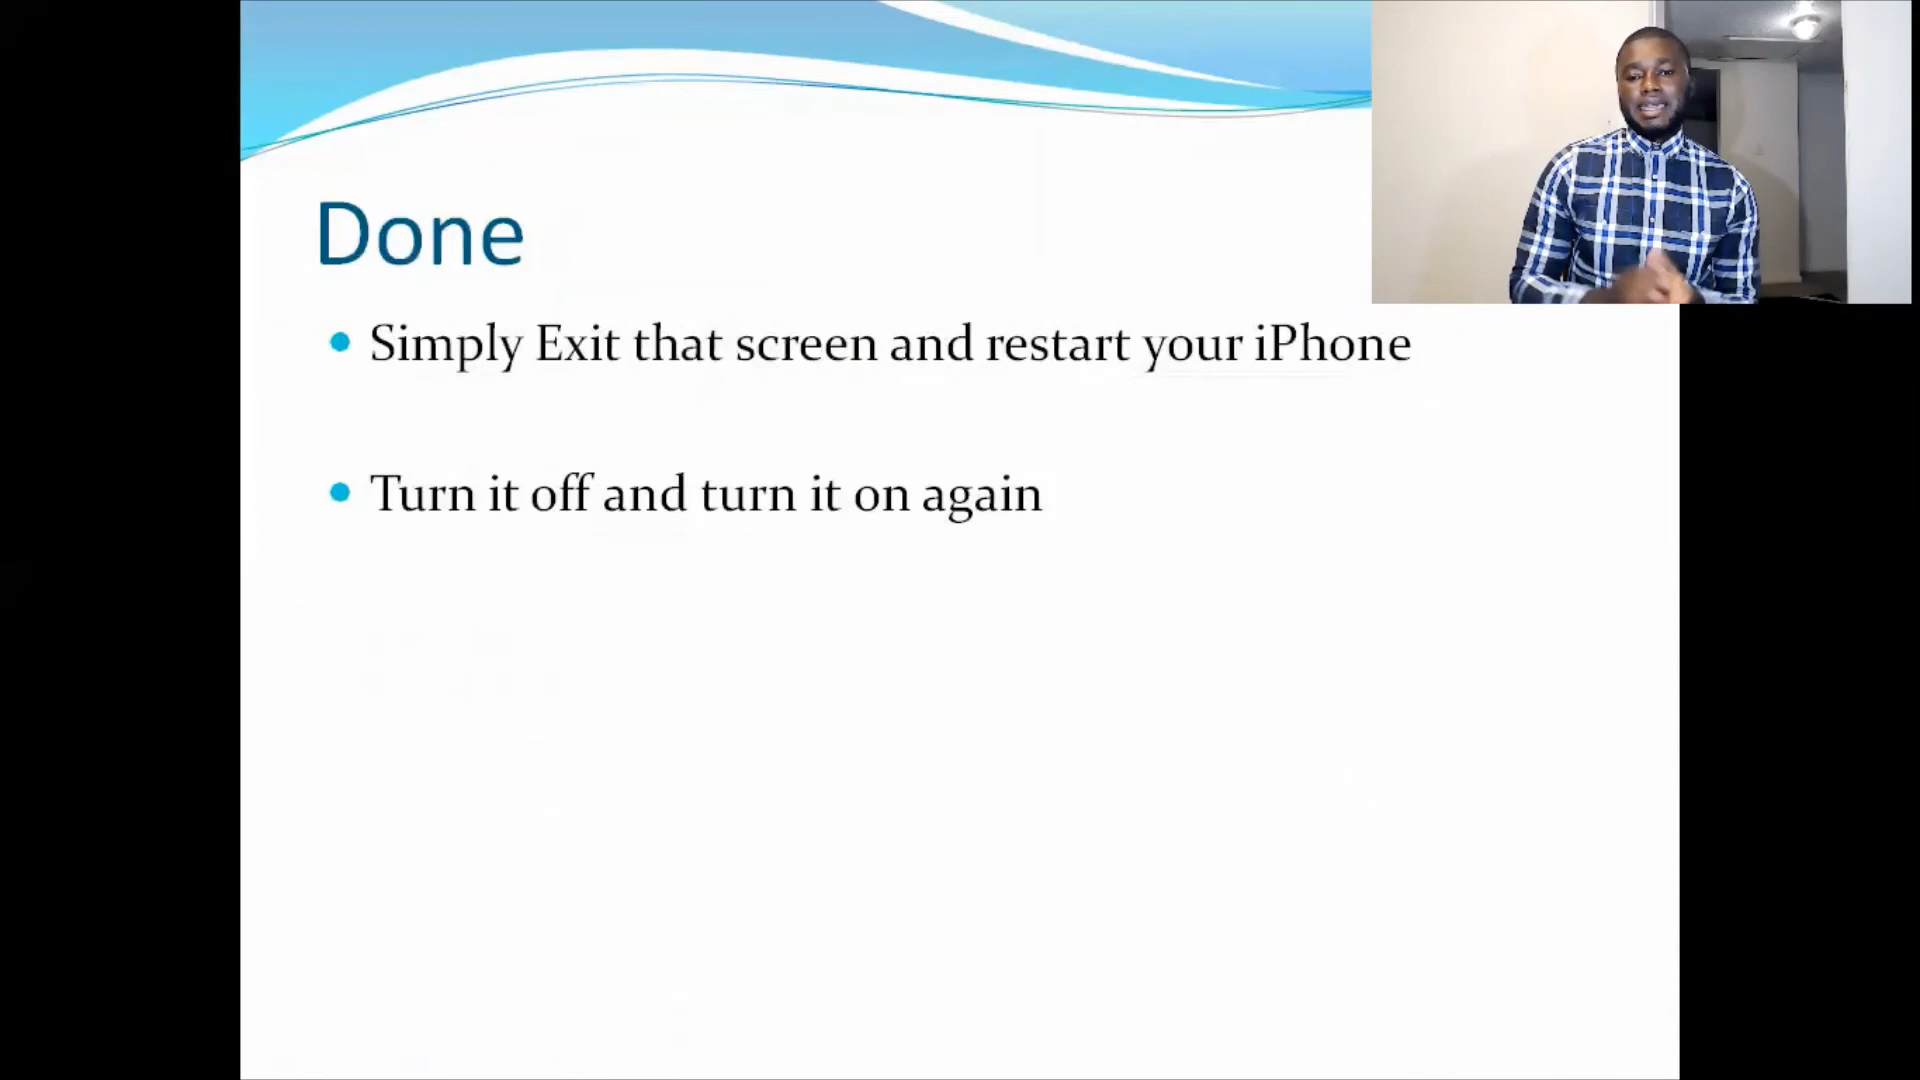 Done
Simply Exit that screen and restart your iPhone
Turn it off and turn it on again